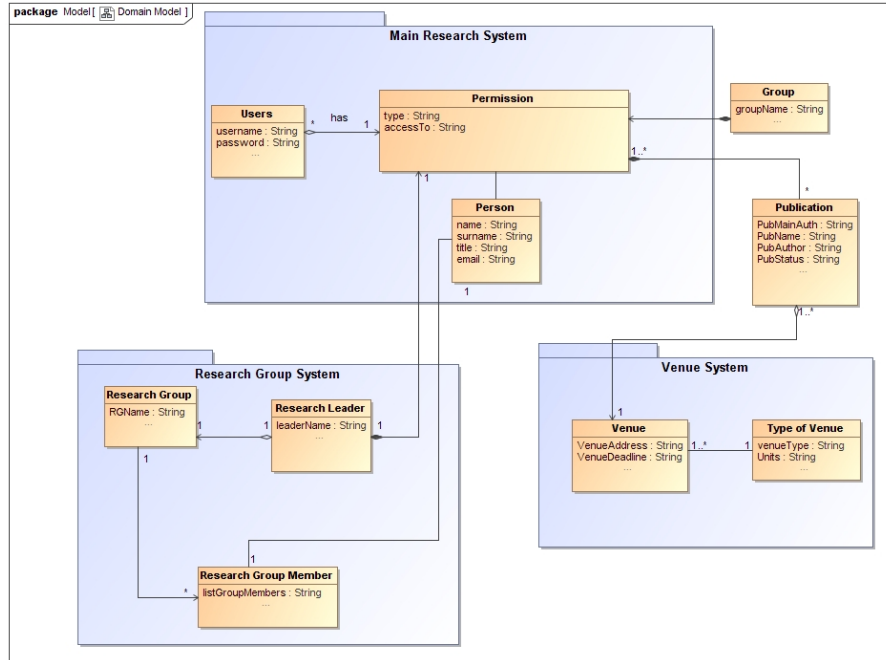 package Model [ Domain Model ]
Main Research System
Users
username : String
password : String
...
* has 1
Permission
type : String
accessTo : String
Group
groupName : String
...
1..*
*
1
Person
name : String
surname : String
title : String
email : String
1
Publication
PubMainAuth : String
PubName : String
PubAuthor : String
PubStatus : String
...
1..*
Research Group System
Research Group
RGName : String
...
1 1
Research Leader
leaderName : String
...
1
1
1
*
Research Group Member
listGroupMembers : String
...
Venue System
1
Venue
VenueAddress : String
VenueDeadline : String
...
1..* 1
Type of Venue
venueType : String
Units : String
...